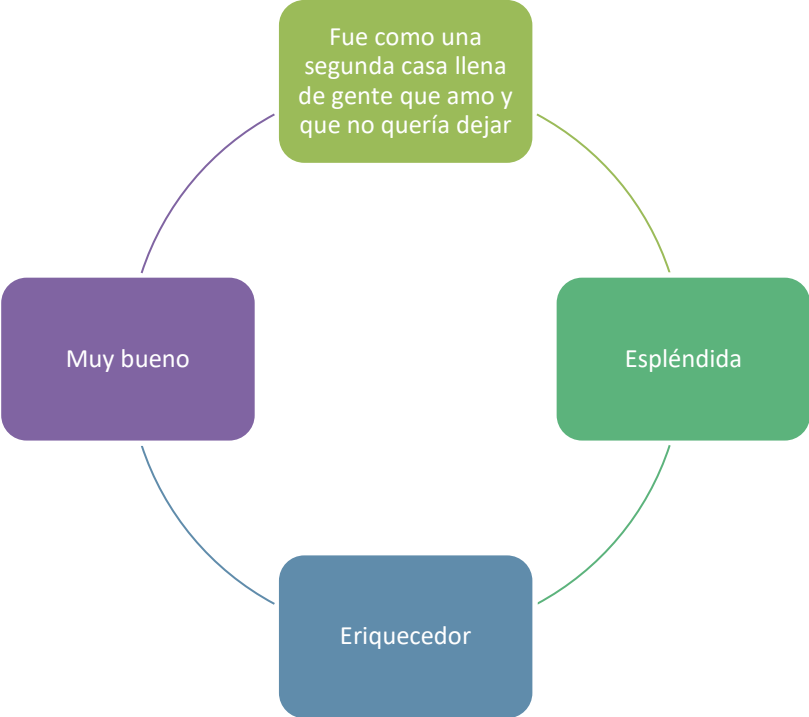 Fue como una
segunda casa llena
de gente que amo y
que no quería dejar
Muy bueno
Espléndida
Eriquecedor